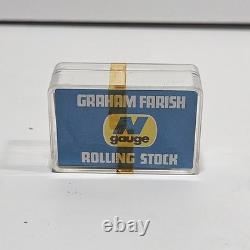 GRAHAM FARISH
N
gauge
ROLLING STOCK